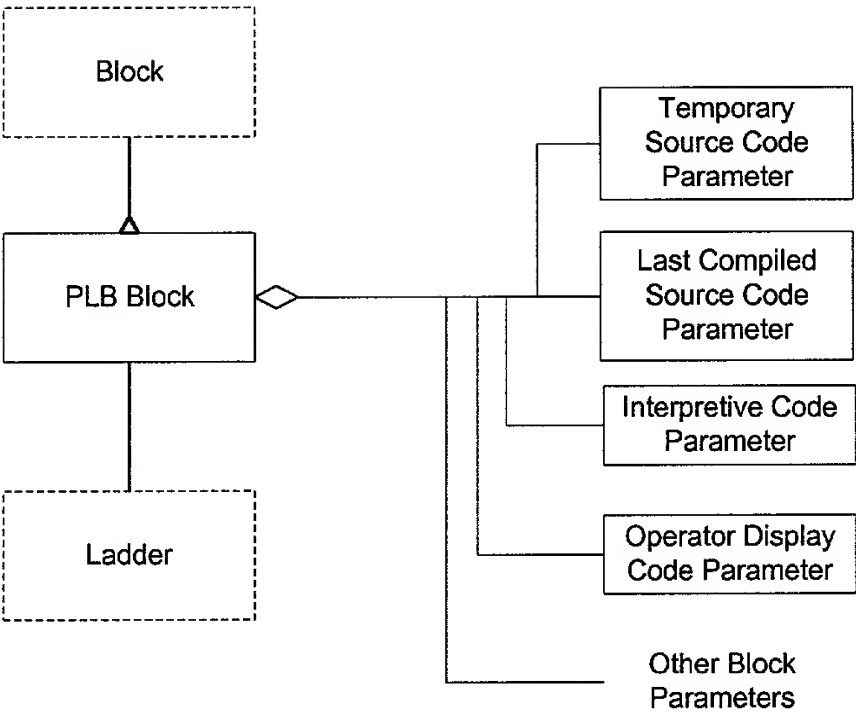 Block
PLB Block
Ladder
Temporary
Source Code
Parameter
Last Compiled
Source Code
Parameter
Interpretive Code
Parameter
Operator Display
Code Parameter
Other Block
Parameters